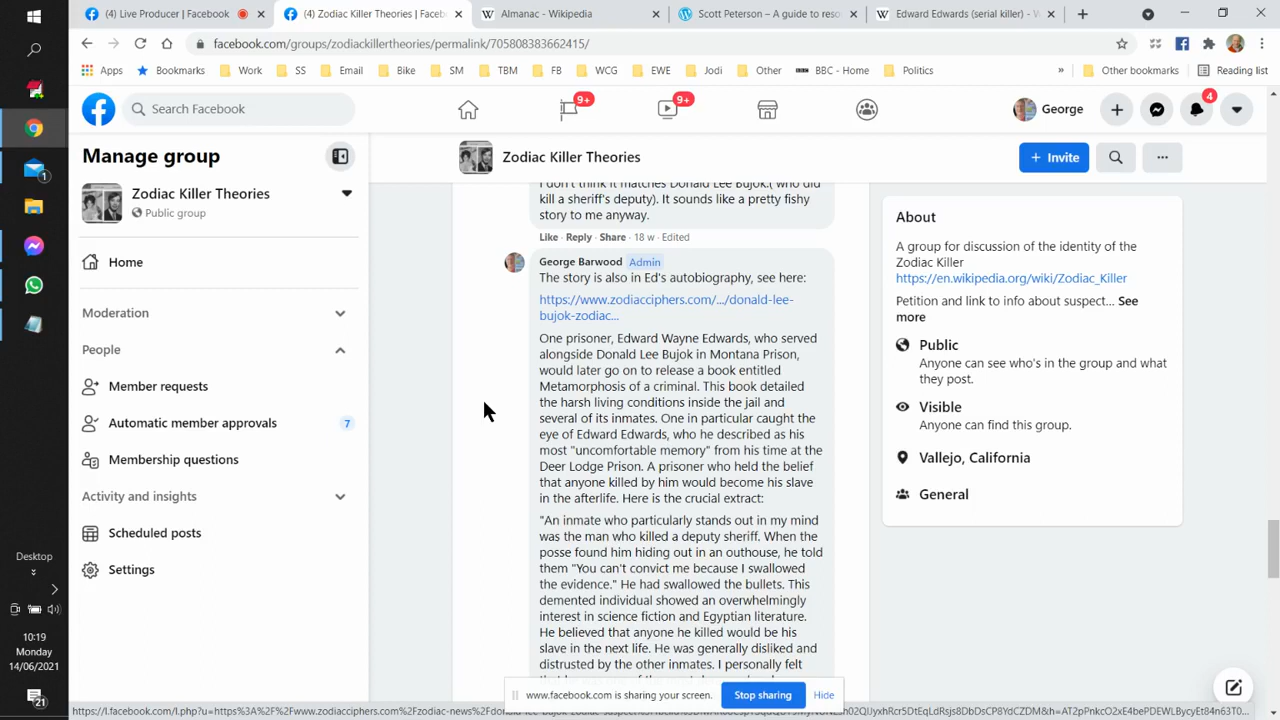 (4) Live Producer | Facebook
(4) Zodiac Killer Theories | Faceb
Almanac - Wikipedia
Scott Peterson – A guide to reso
Edward Edwards (serial killer) - W
facebook.com/groups/zodiackillertheories/permalink/705808383662415/
Apps
Bookmarks
Work
SS
Email
Bike
SM
TBM
FB
WCG
EWE
Jodi
Other
BBC - Home
Politics
»
Other bookmarks
Reading list
Search Facebook
9+
9+
George
4
Manage group
Zodiac Killer Theories
Public group
Home
Moderation
People
Member requests
Automatic member approvals
7
Membership questions
Activity and insights
Scheduled posts
Settings
Zodiac Killer Theories
+ Invite
I don't think it matches Donald Lee Bujok.( who did
kill a sheriff's deputy). It sounds like a pretty fishy
story to me anyway.
Like · Reply · Share · 18 w · Edited
George Barwood Admin
The story is also in Ed's autobiography, see here:
https://www.zodiacciphers.com/.../donald-lee-
bujok-zodiac...
One prisoner, Edward Wayne Edwards, who served
alongside Donald Lee Bujok in Montana Prison,
would later go on to release a book entitled
Metamorphosis of a criminal. This book detailed
the harsh living conditions inside the jail and
several of its inmates. One in particular caught the
eye of Edward Edwards, who he described as his
most "uncomfortable memory" from his time at the
Deer Lodge Prison. A prisoner who held the belief
that anyone killed by him would become his slave
in the afterlife. Here is the crucial extract:
"An inmate who particularly stands out in my mind
was the man who killed a deputy sheriff. When the
posse found him hiding out in an outhouse, he told
them "You can't convict me because I swallowed
the evidence." He had swallowed the bullets. This
demented individual showed an overwhelmingly
interest in science fiction and Egyptian literature.
He believed that anyone he killed would be his
slave in the next life. He was generally disliked and
distrusted by the other inmates. I personally felt
About
A group for discussion of the identity of the
Zodiac Killer
https://en.wikipedia.org/wiki/Zodiac_Killer
Petition and link to info about suspect... See
more
Public
Anyone can see who's in the group and what
they post.
Visible
Anyone can find this group.
Vallejo, California
General
www.facebook.com is sharing your screen.
Stop sharing
Hide
1
Desktop
10:19
Monday
14/06/2021
21